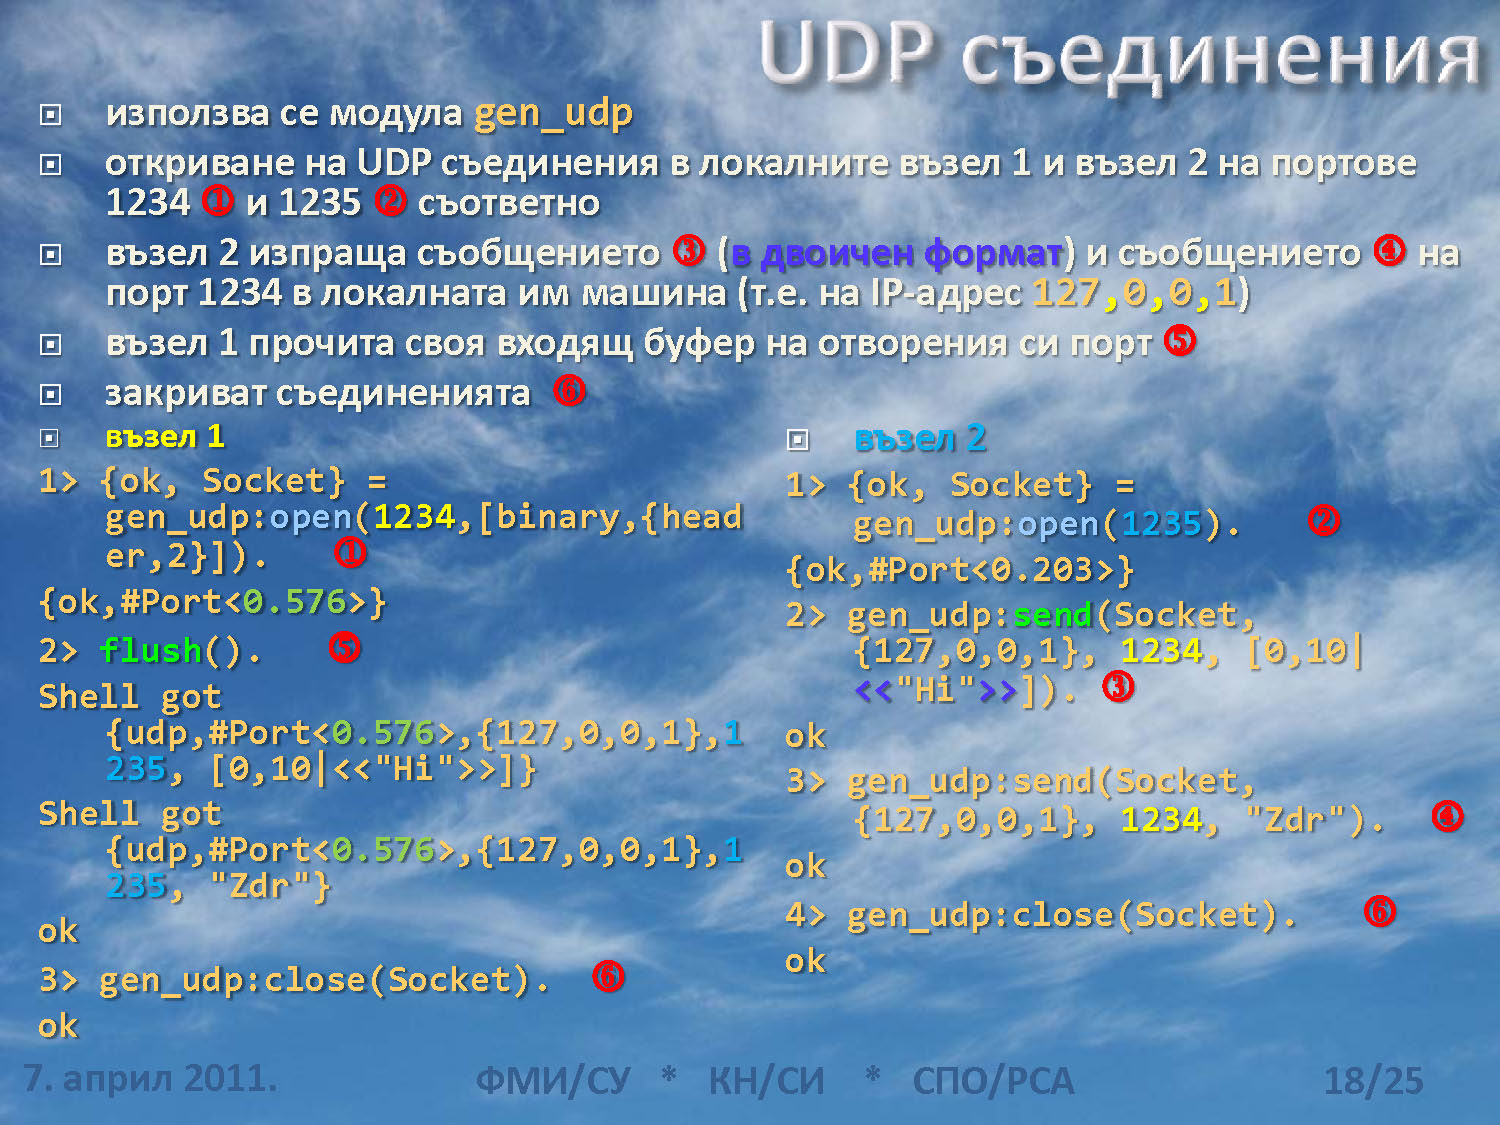 UDP съединения
използва се модула gen_udp
откриване на UDP съединения в локалните възел 1 и възел 2 на портове
1234 ① и 1235 ② съответно
възел 2 изпраща съобщението ③ (в двоичен формат) и съобщението ④ на
порт 1234 в локалната им машина (т.е. на IP-адрес 127,0,0,1)
възел 1 прочита своя входящ буфер на отворения си порт ⑤
закриват съединенията ⑥
възел 1
1> {ok, Socket} =
gen_udp:open(1234,[binary,{head
er,2}]). ①
{ok,#Port<0.576>}
2> flush(). ⑤
Shell got
{udp,#Port<0.576>,{127,0,0,1},1
235, [0,10|<<"Hi">>]}
Shell got
{udp,#Port<0.576>,{127,0,0,1},1
235, "Zdr"}
ok
3> gen_udp:close(Socket). ⑥
ok
възел 2
1> {ok, Socket} =
gen_udp:open(1235). ②
{ok,#Port<0.203>}
2> gen_udp:send(Socket,
{127,0,0,1}, 1234, [0,10|
<<"Hi">>]). ③
ok
3> gen_udp:send(Socket,
{127,0,0,1}, 1234, "Zdr"). ④
ok
4> gen_udp:close(Socket). ⑥
ok
7. април 2011. ФМИ/СУ * КН/СИ * СПО/РСА 18/25